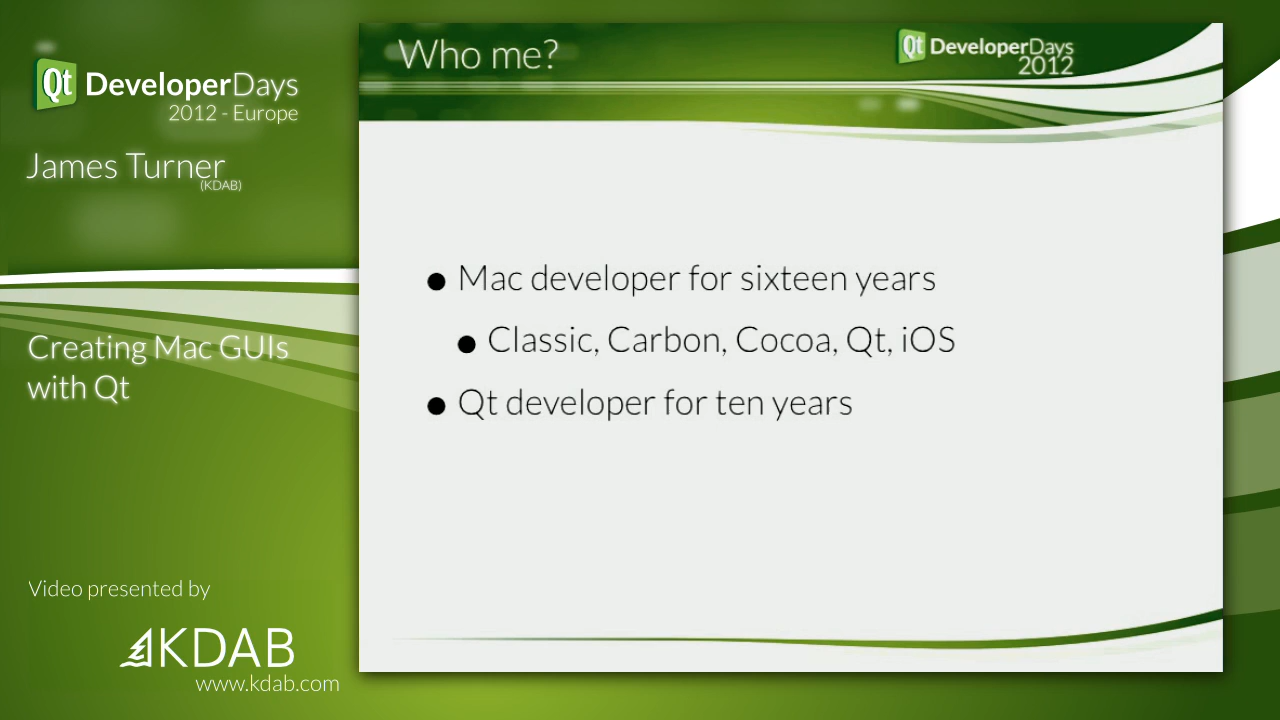 Qt DeveloperDays
2012 - Europe
James Turner
(KDAB)
Creating Mac GUIs
with Qt
Video presented by
KDAB
www.kdab.com
Who me?
Qt DeveloperDays
2012
● Mac developer for sixteen years
● Classic, Carbon, Cocoa, Qt, iOS
● Qt developer for ten years